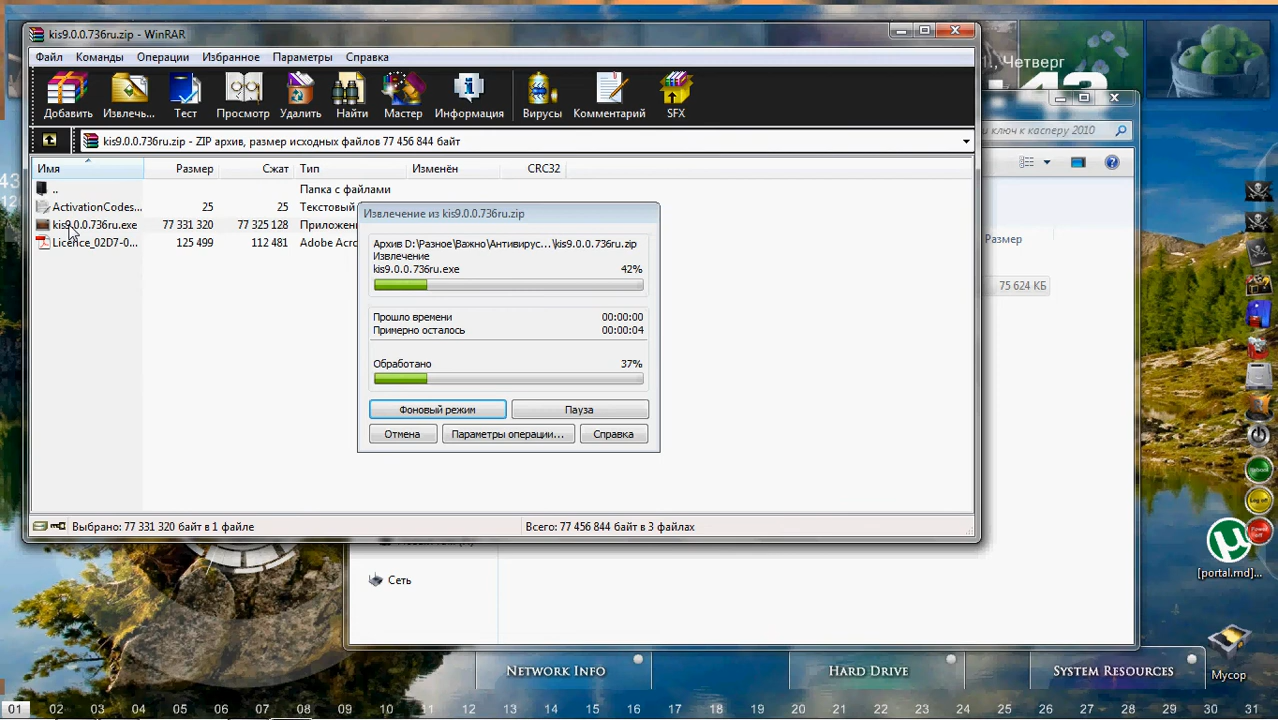 kis9.0.0.736ru.zip - WinRAR
Файл Команды Операции Избранное Параметры Справка
Добавить Извлечь... Тест Просмотр Удалить Найти Мастер Информация Вирусы Комментарий SFX
kis9.0.0.736ru.zip - ZIP архив, размер исходных файлов 77 456 844 байт
Имя Размер Сжат Тип Изменён CRC32
.. Папка с файлами
ActivationCodes... 25 25 Текстовый
kis9.0.0.736ru.exe 77 331 320 77 325 128 Приложен
Licence_02D7-0... 125 499 112 481 Adobe Acro
Извлечение из kis9.0.0.736ru.zip
Архив D:\Разное\Важно\Антивирус...\kis9.0.0.736ru.zip
Извлечение
kis9.0.0.736ru.exe 42%
Прошло времени 00:00:00
Примерно осталось 00:00:04
Обработано 37%
Фоновый режим Пауза
Отмена Параметры операции... Справка
Выбрано: 77 331 320 байт в 1 файле Всего: 77 456 844 байт в 3 файлах
Четверг
и ключ к касперу 2010
Размер
75 624 КБ
Сеть
[portal.rnd]...
Мусор
NETWORK INFO HARD DRIVE SYSTEM RESOURCES
01 02 03 04 05 06 07 08 09 10 11 12 13 14 15 16 17 18 19 20 21 22 23 24 25 26 27 28 29 30 31